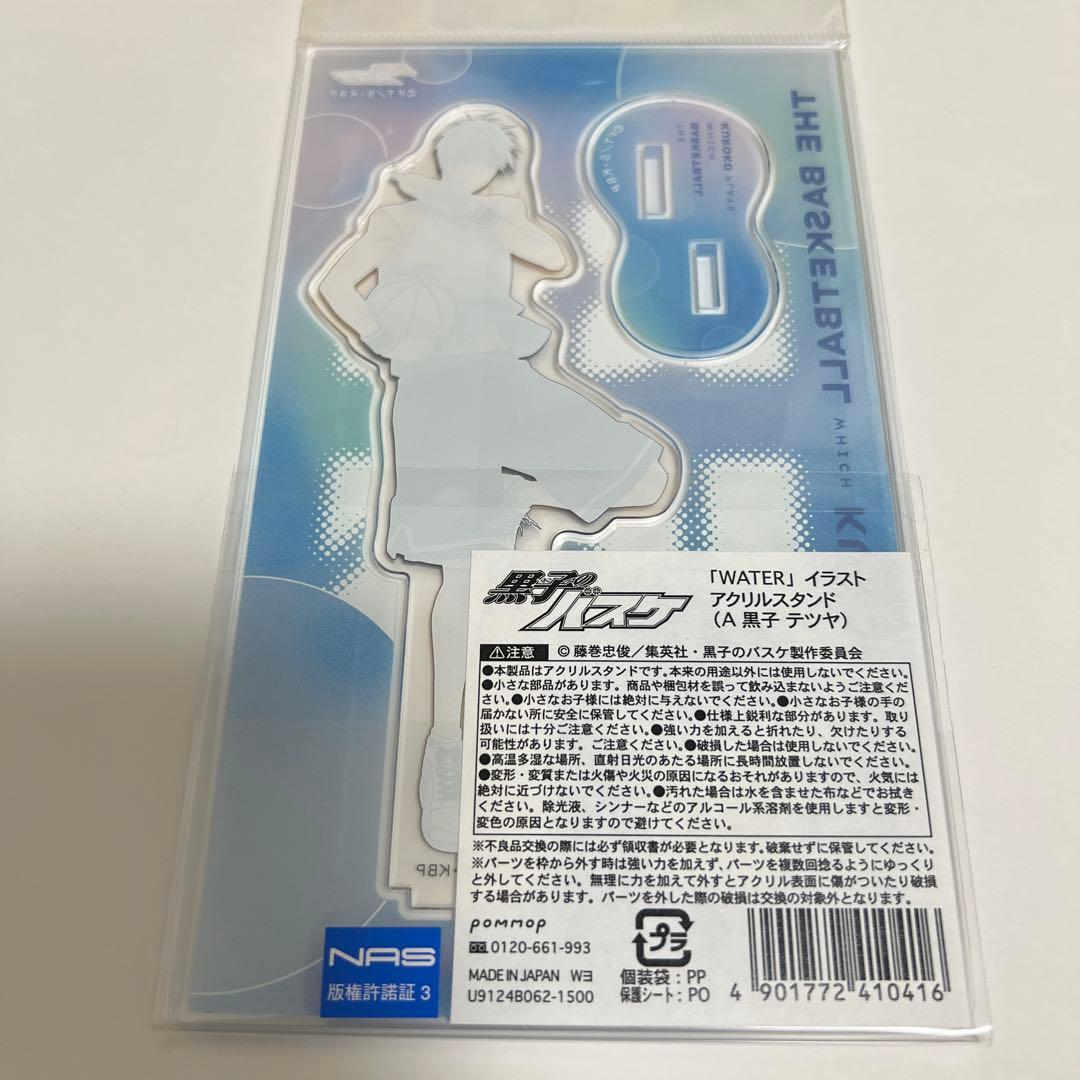 THE BASKETBALL WHICH KU
KUROKO PLAYS
WHICH
BASKETBALL
THE
©F.T./S・KBP
-KBP
黒子のバスケ
「WATER」イラスト
アクリルスタンド
(A 黒子 テツヤ)
⚠注意 © 藤巻忠俊/集英社・黒子のバスケ製作委員会
●本製品はアクリルスタンドです。本来の用途以外には使用しないでください。
●小さな部品があります。商品や梱包材を誤って飲み込まないようご注意くだ
さい。●小さなお子様には絶対に与えないでください。●小さなお子様の手の
届かない所に安全に保管してください。●仕様上鋭利な部分があります。取り
扱いには十分ご注意ください。●強い力を加えると折れたり、欠けたりする
可能性があります。ご注意ください。●破損した場合は使用しないでください。
●高温多湿な場所、直射日光のあたる場所に長時間放置しないでください。
●変形・変質または火傷や火災の原因になるおそれがありますので、火気には
絶対に近づけないでください。●汚れた場合は水を含ませた布などでお拭き
ください。除光液、シンナーなどのアルコール系溶剤を使用しますと変形・
変色の原因となりますので避けてください。
※不良品交換の際には必ず領収書が必要となります。破棄せずに保管してください。
※パーツを枠から外す時は強い力を加えず、パーツを複数回捻るようにゆっくり
と外してください。無理に力を加えて外すとアクリル表面に傷がついたり破損
する場合があります。パーツを外した際の破損は交換の対象外となります。
pommop
0120-661-993
MADE IN JAPAN Wヨ
U9124B062-1500
プラ
個装袋:PP
保護シート:PO
4 901772 410416
NAS
版権許諾証 3